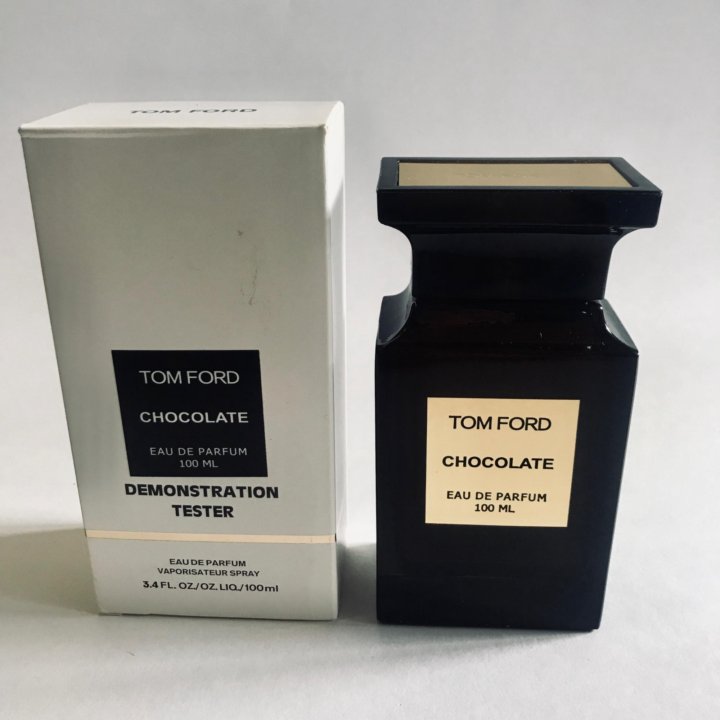 TOM FORD
TOM FORD
CHOCOLATE
EAU DE PARFUM
100 ML
DEMONSTRATION
TESTER
EAU DE PARFUM
VAPORISATEUR SPRAY
3.4 FL. OZ./OZ. LIQ./100ml
TOM FORD
CHOCOLATE
EAU DE PARFUM
100 ML